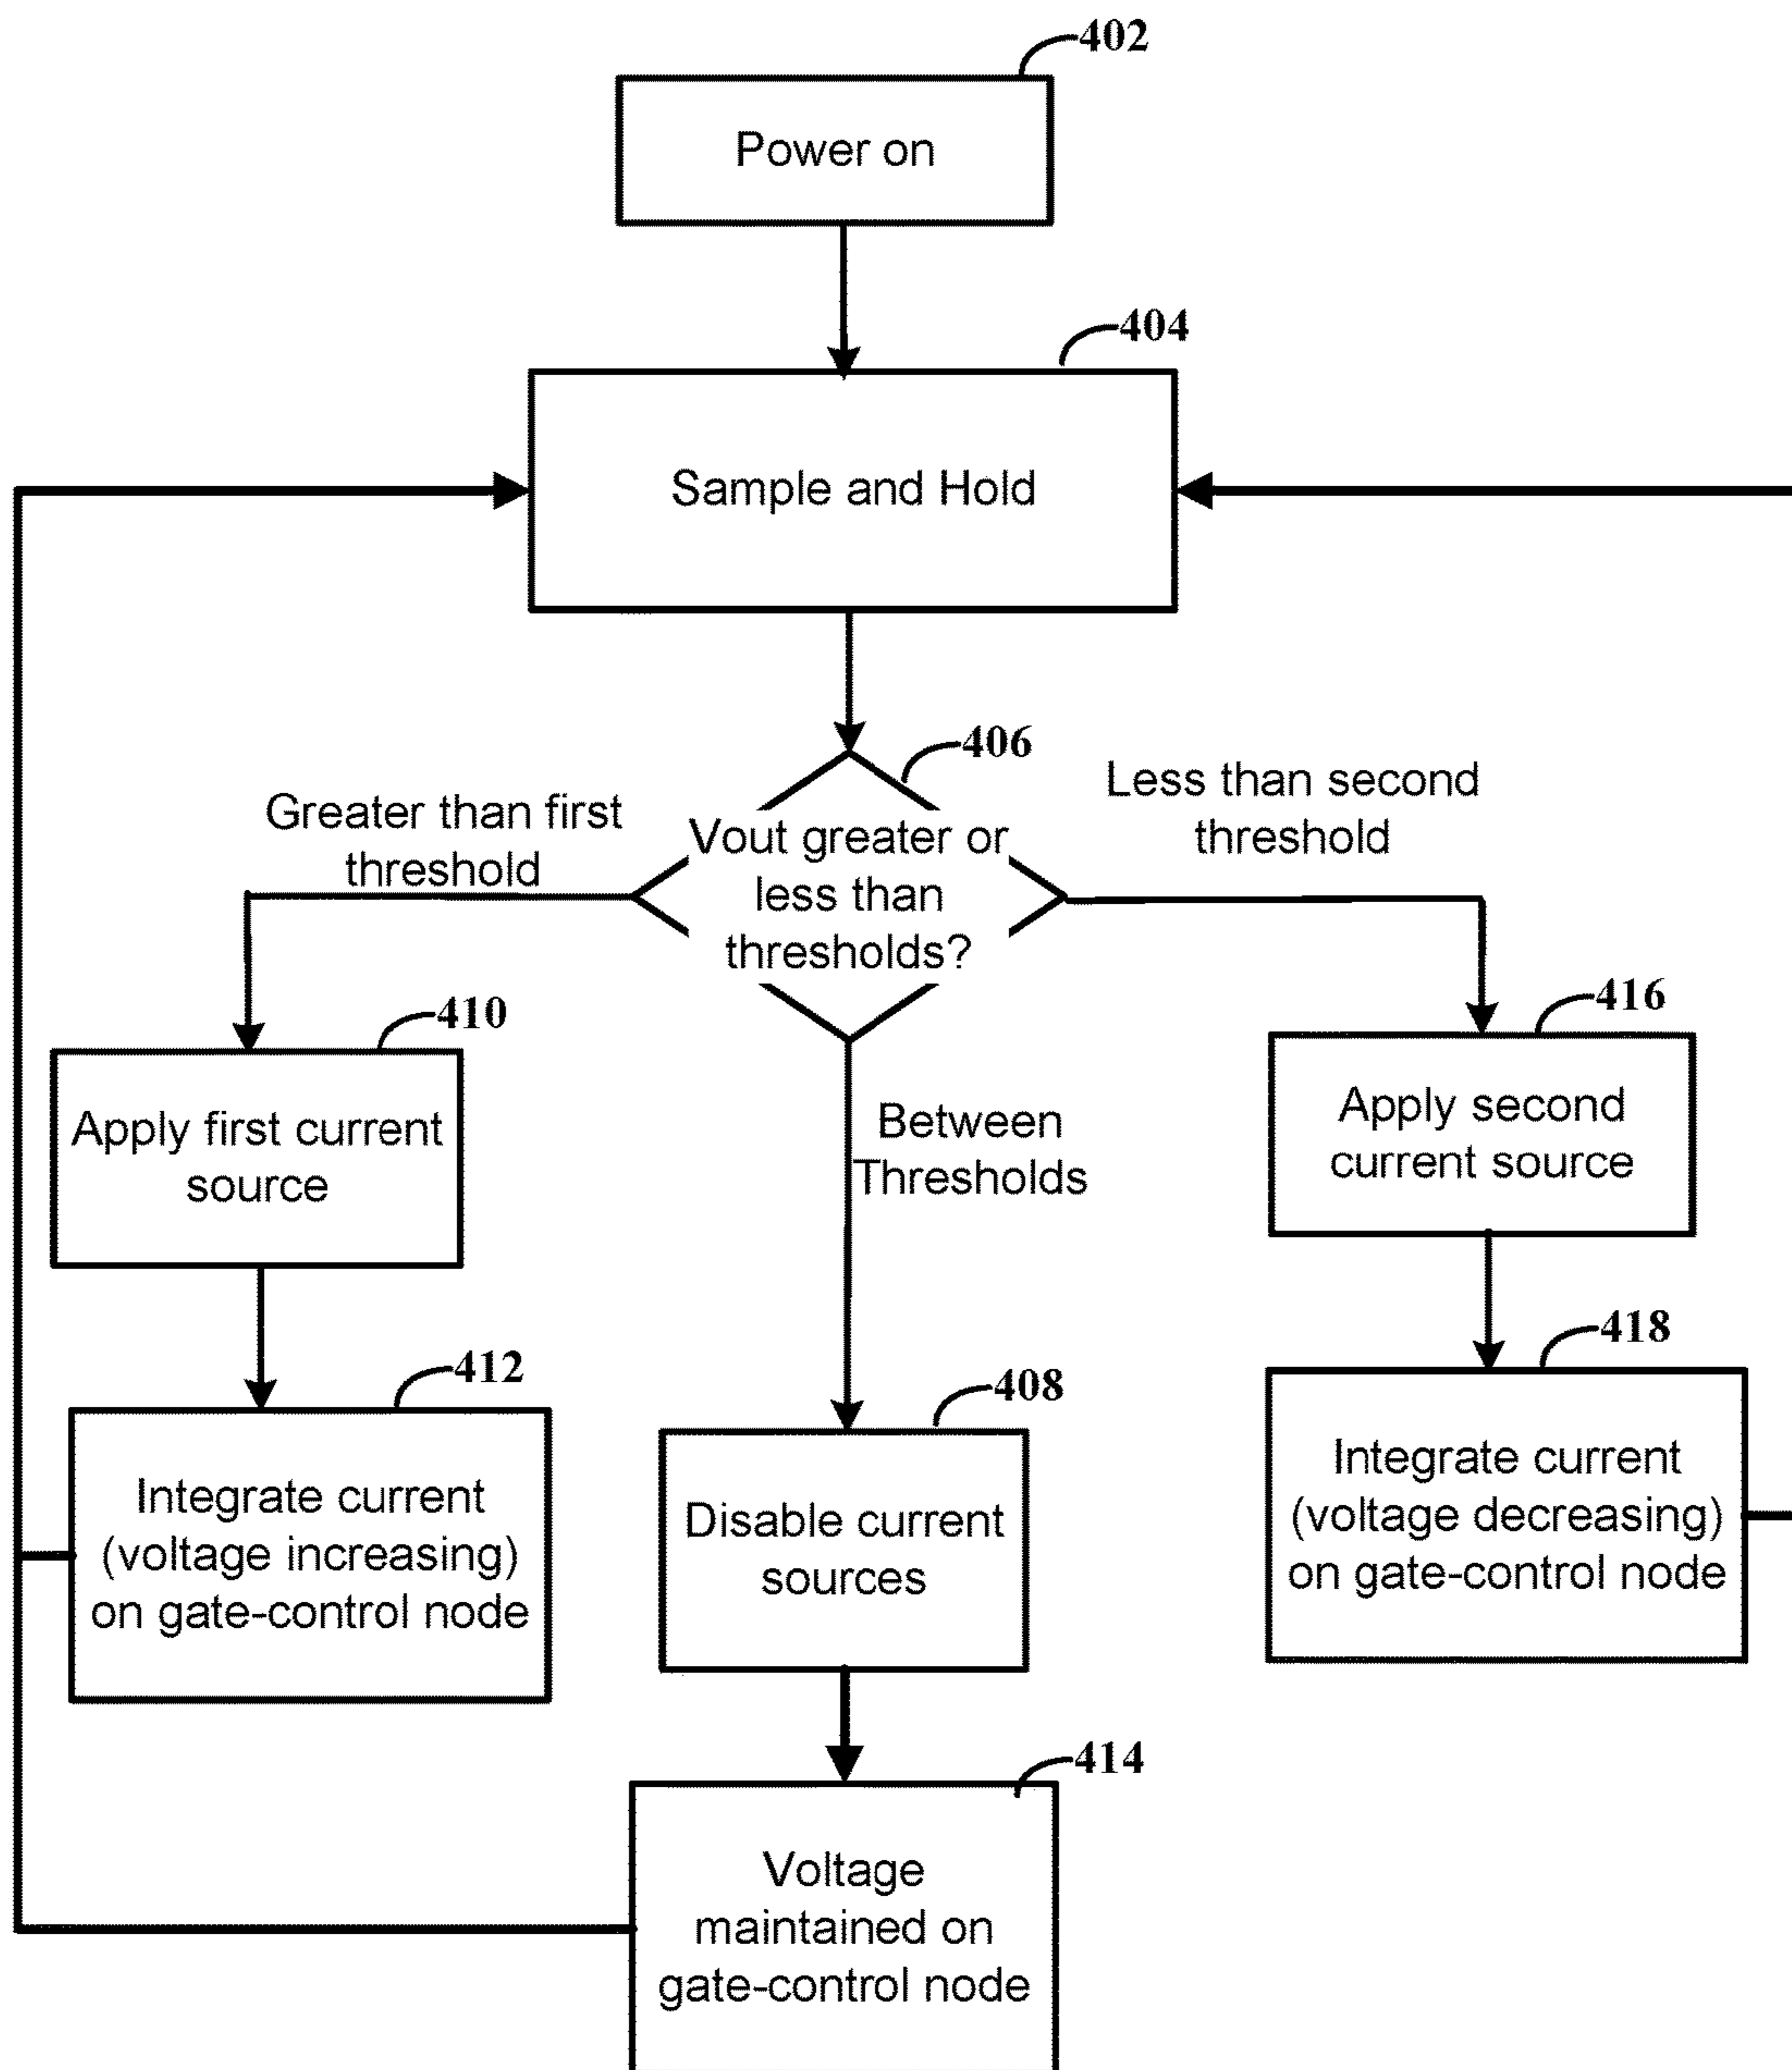 402
Power on
404
Sample and Hold
406
Vout greater or
less than
thresholds?
Greater than first
threshold
Less than second
threshold
Between
Thresholds
410
Apply first current
source
416
Apply second
current source
412
Integrate current
(voltage increasing)
on gate-control node
408
Disable current
sources
418
Integrate current
(voltage decreasing)
on gate-control node
414
Voltage
maintained on
gate-control node